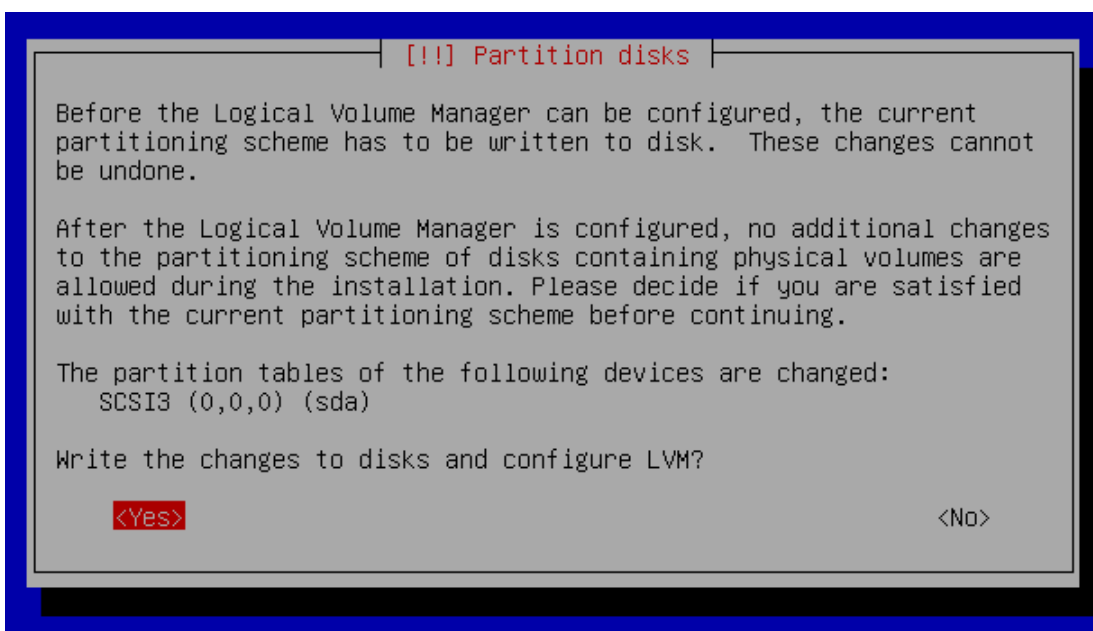 [!!] Partition disks
Before the Logical Volume Manager can be configured, the current
partitioning scheme has to be written to disk.  These changes cannot
be undone.
After the Logical Volume Manager is configured, no additional changes
to the partitioning scheme of disks containing physical volumes are
allowed during the installation. Please decide if you are satisfied
with the current partitioning scheme before continuing.
The partition tables of the following devices are changed:
SCSI3 (0,0,0) (sda)
Write the changes to disks and configure LVM?
<Yes> <No>